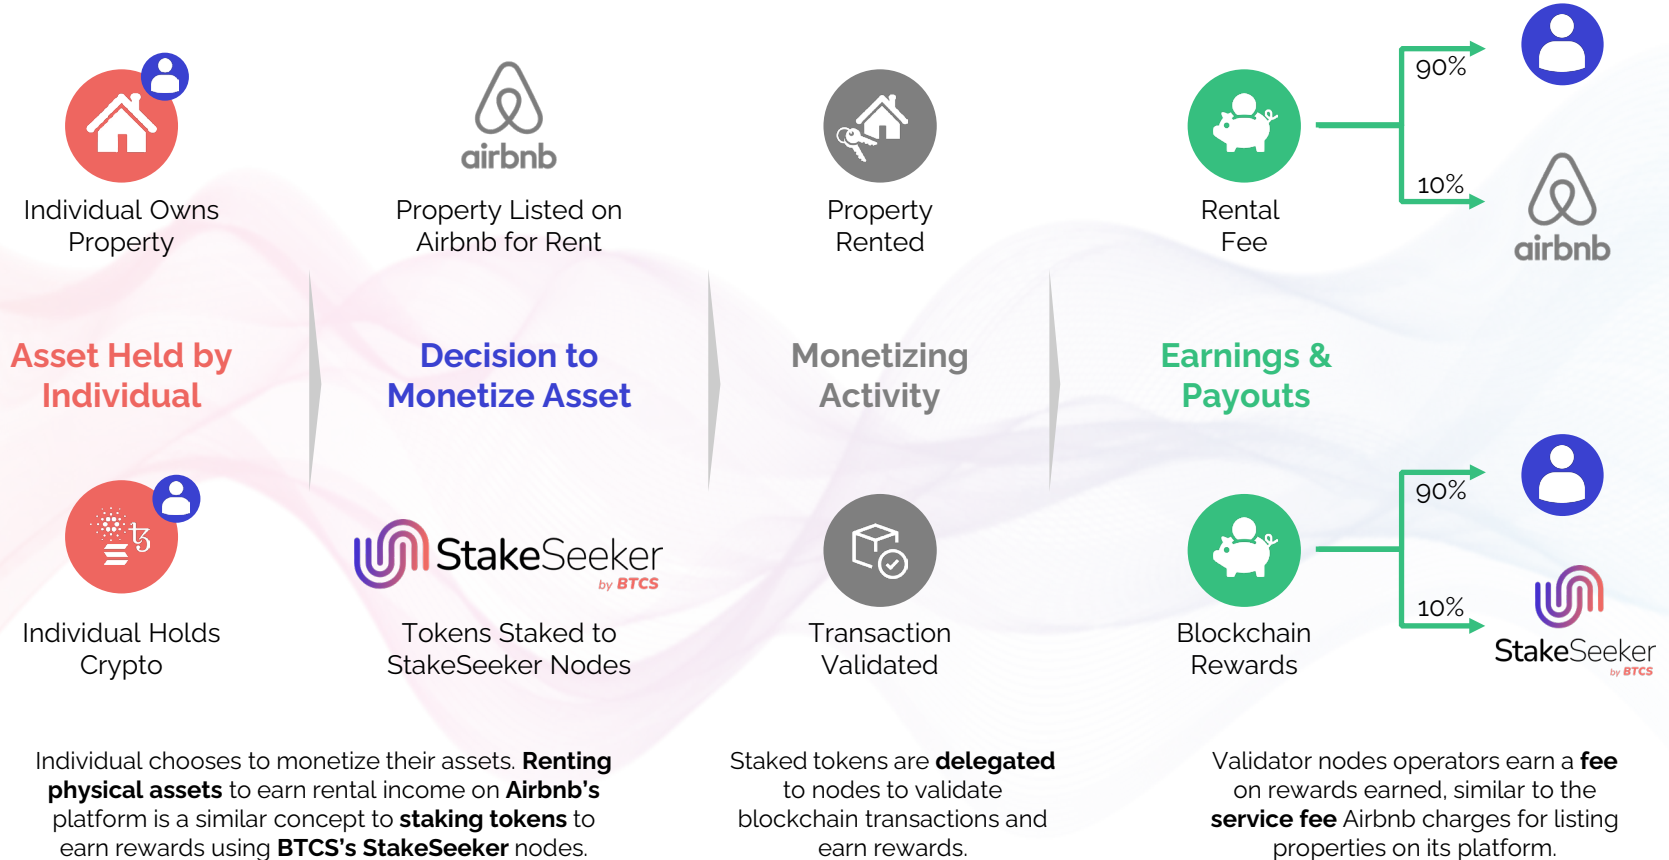 airbnb
Individual Owns
Property
Property Listed on
Airbnb for Rent
Property
Rented
Rental
Fee
90%
10%
airbnb
Asset Held by
Individual
Decision to
Monetize Asset
Monetizing
Activity
Earnings &
Payouts
StakeSeeker
by BTCS
Individual Holds
Crypto
Tokens Staked to
StakeSeeker Nodes
Transaction
Validated
Blockchain
Rewards
90%
10%
StakeSeeker
by BTCS
Individual chooses to monetize their assets. Renting
physical assets to earn rental income on Airbnb's
platform is a similar concept to staking tokens to
earn rewards using BTCS's StakeSeeker nodes.
Staked tokens are delegated
to nodes to validate
blockchain transactions and
earn rewards.
Validator nodes operators earn a fee
on rewards earned, similar to the
service fee Airbnb charges for listing
properties on its platform.